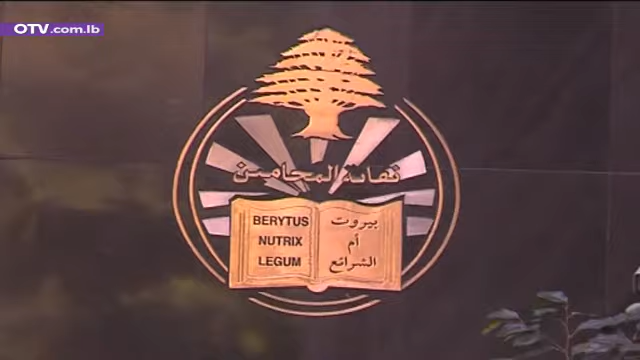 OTV.com.lb
نقابة المحامين
BERYTUS
NUTRIX
LEGUM
بيروت
أم
الشرائع